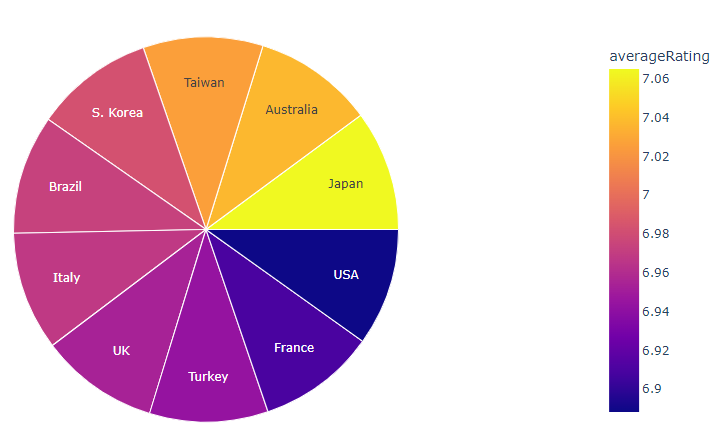 averageRating
Taiwan
S. Korea
Australia
Japan
Brazil
Italy
USA
UK
France
Turkey
7.06
7.04
7.02
7
6.98
6.96
6.94
6.92
6.9